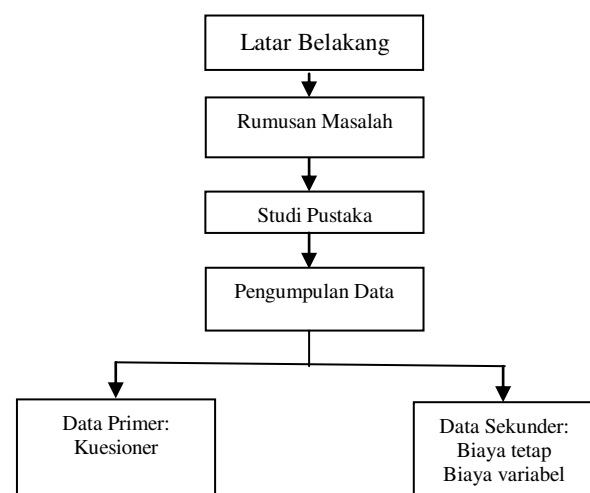 Latar Belakang
Rumusan Masalah
Studi Pustaka
Pengumpulan Data
Data Primer:
Kuesioner
Data Sekunder:
Biaya tetap
Biaya variabel